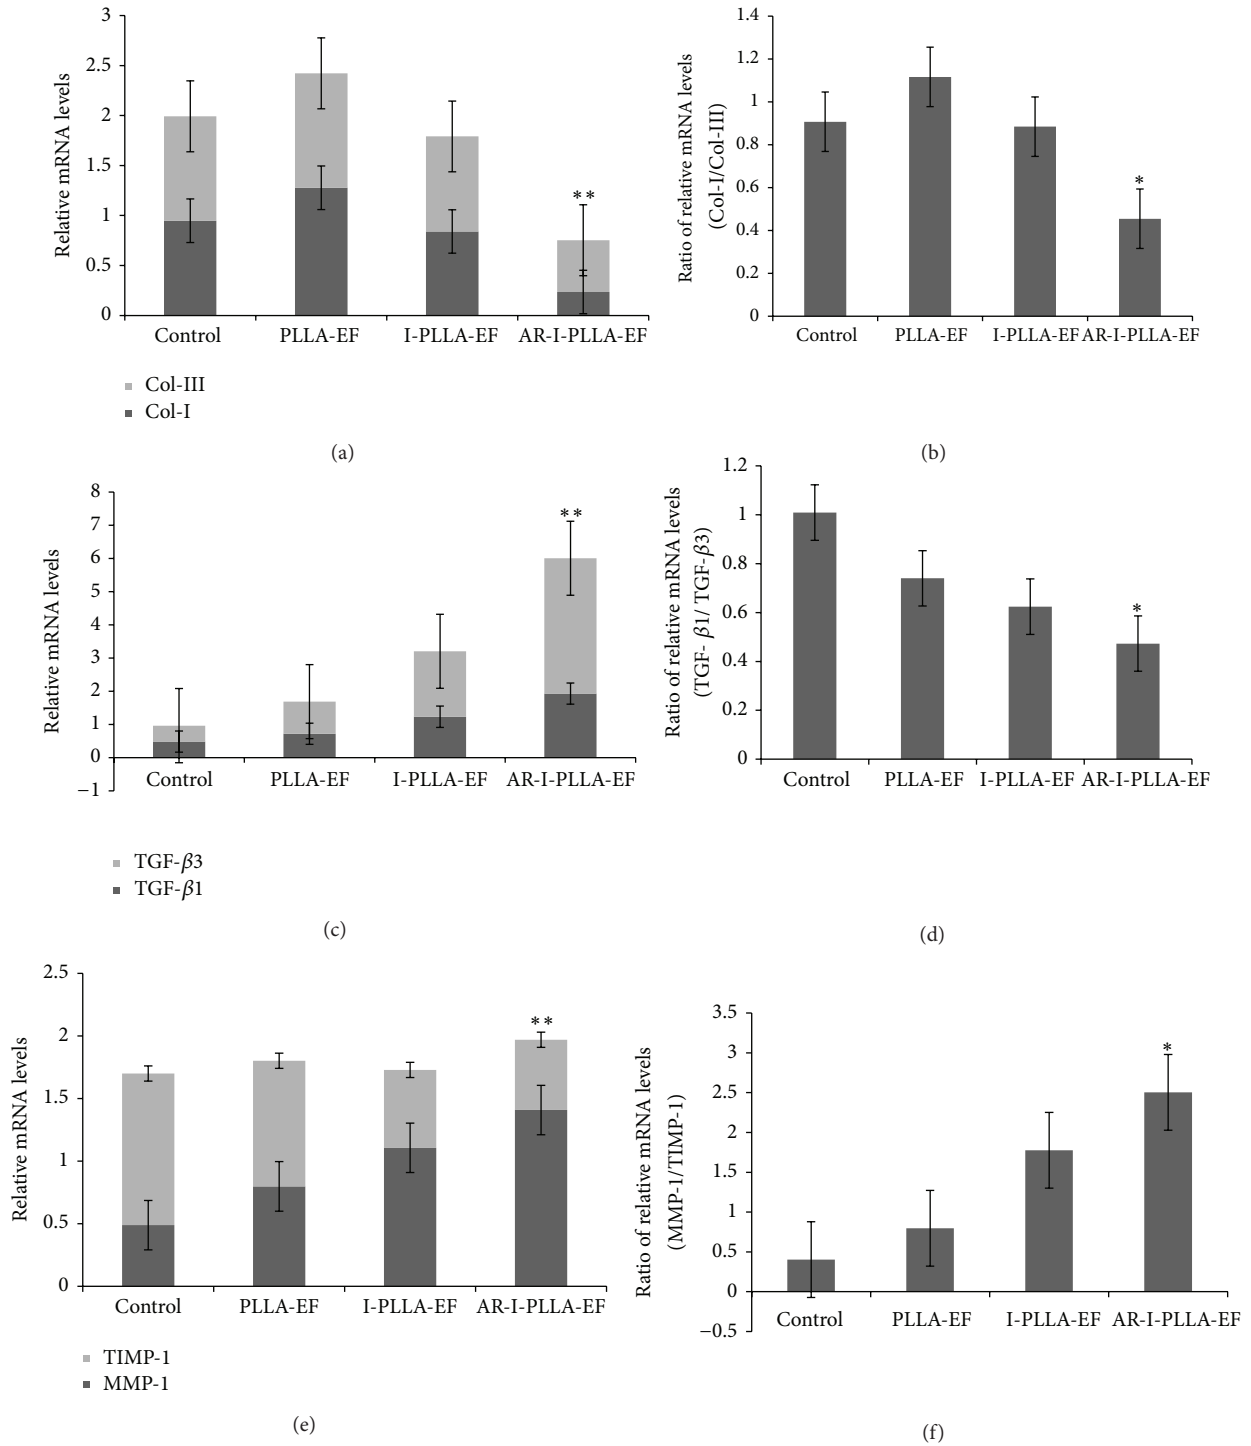 3
2.5
2
1.5
1
0.5
0
Relative mRNA levels
**
Control PLLA-EF I-PLLA-EF AR-I-PLLA-EF
Col-III
Col-I
(a)
1.4
1.2
1
0.8
0.6
0.4
0.2
0
Ratio of relative mRNA levels
(Col-I/Col-III)
*
Control PLLA-EF I-PLLA-EF AR-I-PLLA-EF
(b)
8
7
6
5
4
3
2
1
0
−1
Relative mRNA levels
**
Control PLLA-EF I-PLLA-EF AR-I-PLLA-EF
TGF-β3
TGF-β1
(c)
1.2
1
0.8
0.6
0.4
0.2
0
Ratio of relative mRNA levels
(TGF- β1/ TGF-β3)
*
Control PLLA-EF I-PLLA-EF AR-I-PLLA-EF
(d)
2.5
2
1.5
1
0.5
0
Relative mRNA levels
**
Control PLLA-EF I-PLLA-EF AR-I-PLLA-EF
TIMP-1
MMP-1
(e)
3.5
3
2.5
2
1.5
1
0.5
0
−0.5
Ratio of relative mRNA levels
(MMP-1/TIMP-1)
*
Control PLLA-EF I-PLLA-EF AR-I-PLLA-EF
(f)